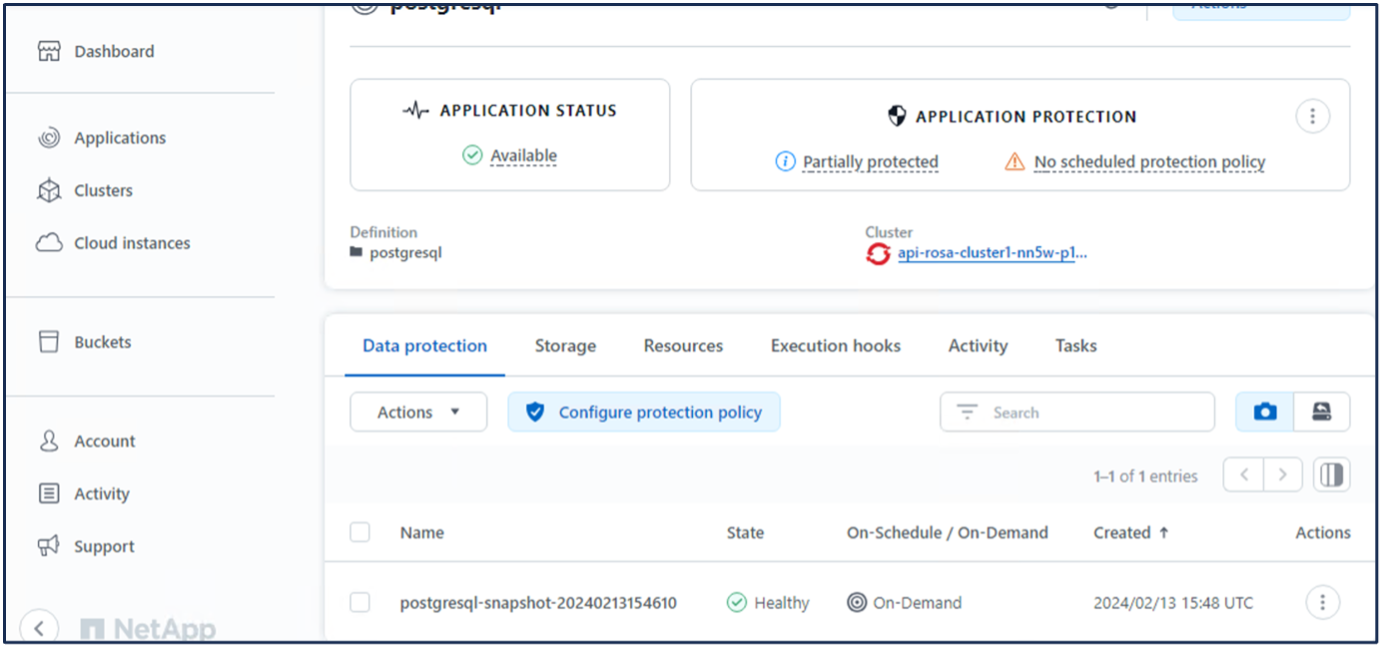 postgresql
Actions
Dashboard
Applications
Clusters
Cloud instances
Buckets
Account
Activity
Support
NetApp
APPLICATION STATUS
Available
APPLICATION PROTECTION
Partially protected
No scheduled protection policy
Definition
postgresql
Cluster
api-rosa-cluster1-nn5w-p1...
Data protection
Storage
Resources
Execution hooks
Activity
Tasks
Actions
Configure protection policy
Search
1–1 of 1 entries
Name
State
On-Schedule / On-Demand
Created
Actions
postgresql-snapshot-20240213154610
Healthy
On-Demand
2024/02/13 15:48 UTC